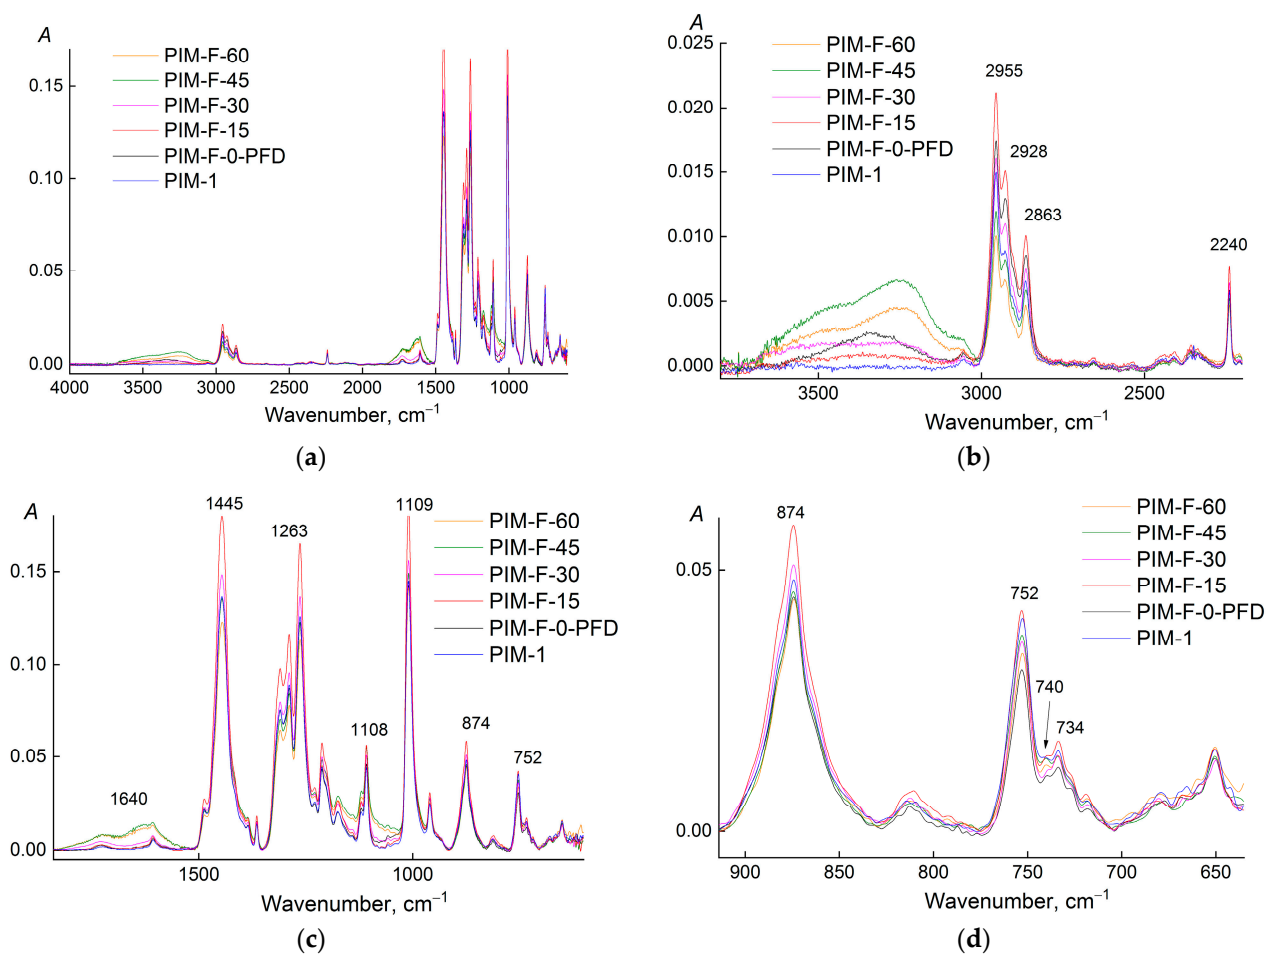 A
PIM-F-60
PIM-F-45
PIM-F-30
PIM-F-15
PIM-F-0-PFD
PIM-1
0.15
0.10
0.05
0.00
4000 3500 3000 2500 2000 1500 1000
Wavenumber, cm⁻¹
(a)
A
0.025
0.020
0.015
0.010
0.005
0.000
PIM-F-60
PIM-F-45
PIM-F-30
PIM-F-15
PIM-F-0-PFD
PIM-1
2955
2928
2863
2240
3500 3000 2500
Wavenumber, cm⁻¹
(b)
A
1445
1109
1263
PIM-F-60
PIM-F-45
PIM-F-30
PIM-F-15
PIM-F-0-PFD
PIM-1
0.15
0.10
0.05
0.00
1640
1108
874
752
1500 1000
Wavenumber, cm⁻¹
(c)
A
874
PIM-F-60
PIM-F-45
PIM-F-30
PIM-F-15
PIM-F-0-PFD
PIM-1
0.05
0.00
752
740
734
900 850 800 750 700 650
Wavenumber, cm⁻¹
(d)